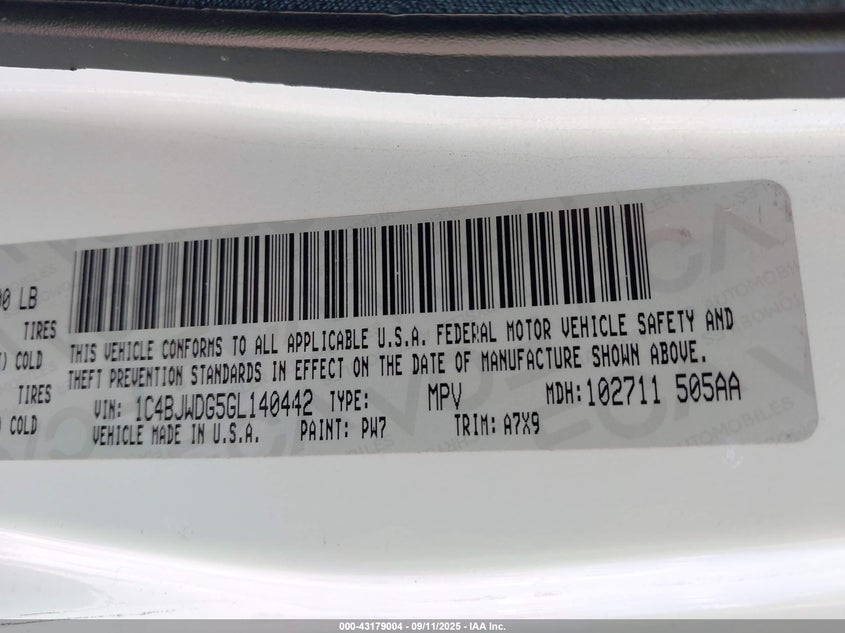 00 LB
TIRES
) COLD
TIRES
) COLD
THIS VEHICLE CONFORMS TO ALL APPLICABLE U.S.A. FEDERAL MOTOR VEHICLE SAFETY AND
THEFT PREVENTION STANDARDS IN EFFECT ON THE DATE OF MANUFACTURE SHOWN ABOVE.
VIN: 1C4BJWDG5GL140442 TYPE: MPV MDH: 102711 505AA
VEHICLE MADE IN U.S.A. PAINT: PW7 TRIM: A7X9
000-43179004 - 09/11/2025 - IAA Inc.